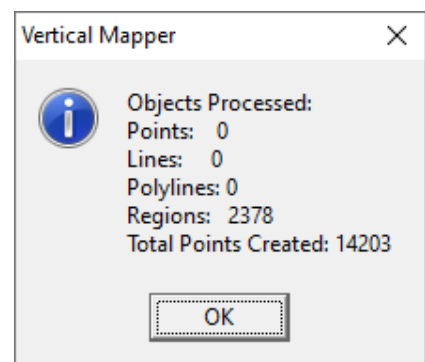 Vertical Mapper
Objects Processed:
Points: 0
Lines: 0
Polylines: 0
Regions: 2378
Total Points Created: 14203
OK